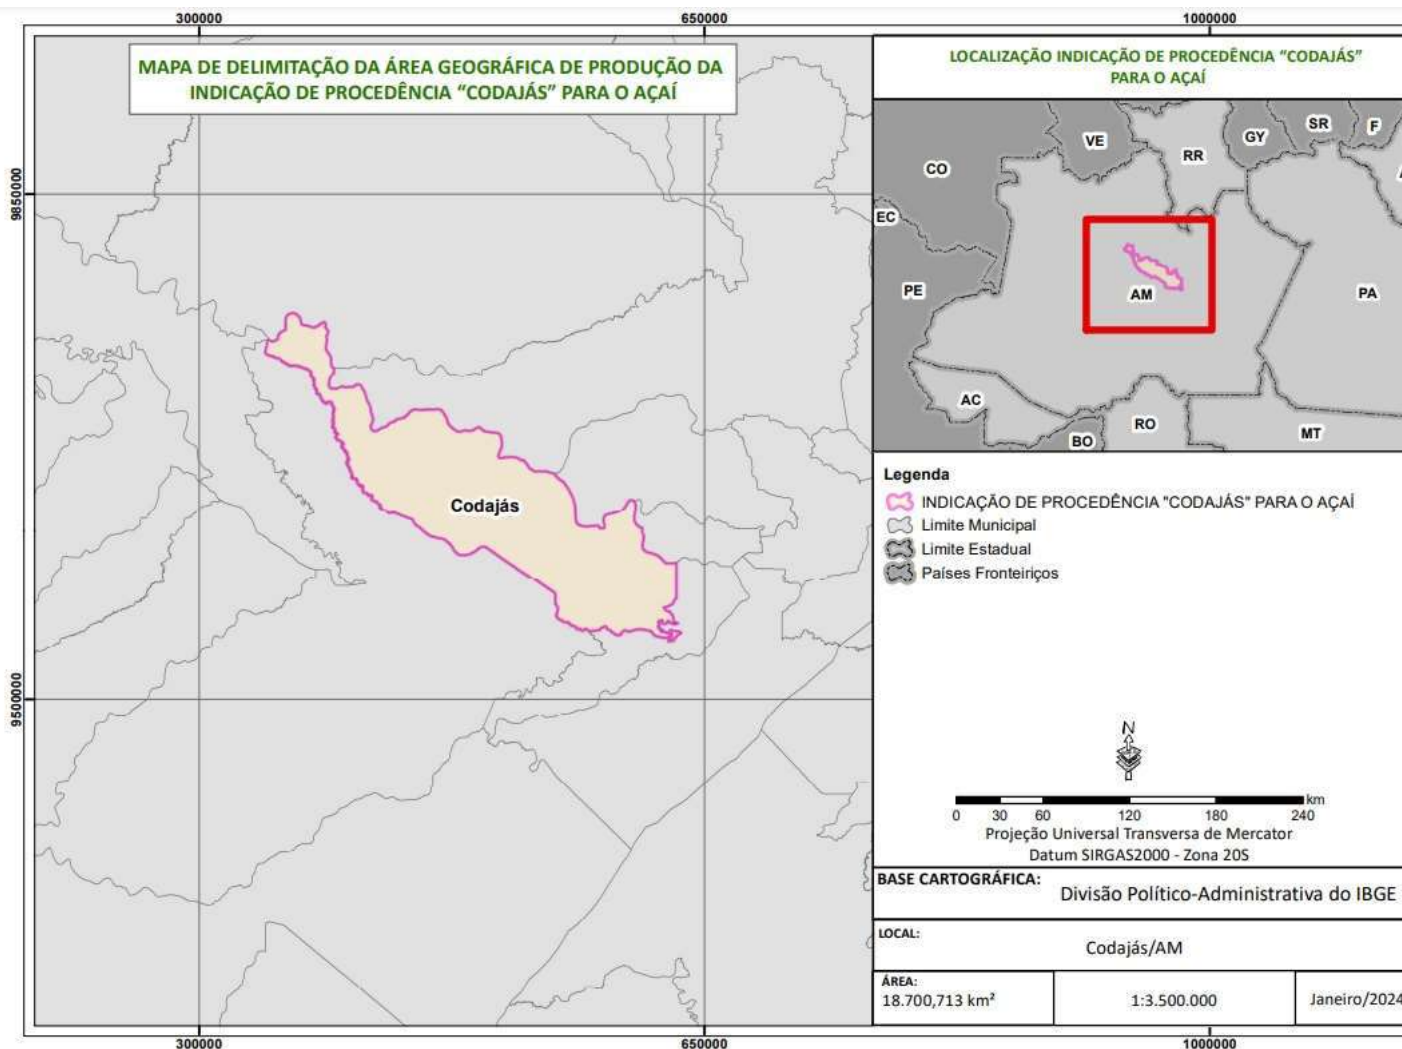 300000
650000
1000000
MAPA DE DELIMITAÇÃO DA ÁREA GEOGRÁFICA DE PRODUÇÃO DA
INDICAÇÃO DE PROCEDÊNCIA “CODAJÁS” PARA O AÇAÍ
LOCALIZAÇÃO INDICAÇÃO DE PROCEDÊNCIA “CODAJÁS”
PARA O AÇAÍ
9850000
9500000
Codajás
CO
VE
RR
GY
SR
F
EC
PE
AM
PA
AC
BO
RO
MT
Legenda
INDICAÇÃO DE PROCEDÊNCIA "CODAJÁS" PARA O AÇAÍ
Limite Municipal
Limite Estadual
Países Fronteiriços
N
km
0 30 60 120 180 240
Projeção Universal Transversa de Mercator
Datum SIRGAS2000 - Zona 20S
BASE CARTOGRÁFICA: Divisão Político-Administrativa do IBGE
LOCAL:
Codajás/AM
ÁREA:
18.700,713 km² 1:3.500.000 Janeiro/2024
300000
650000
1000000